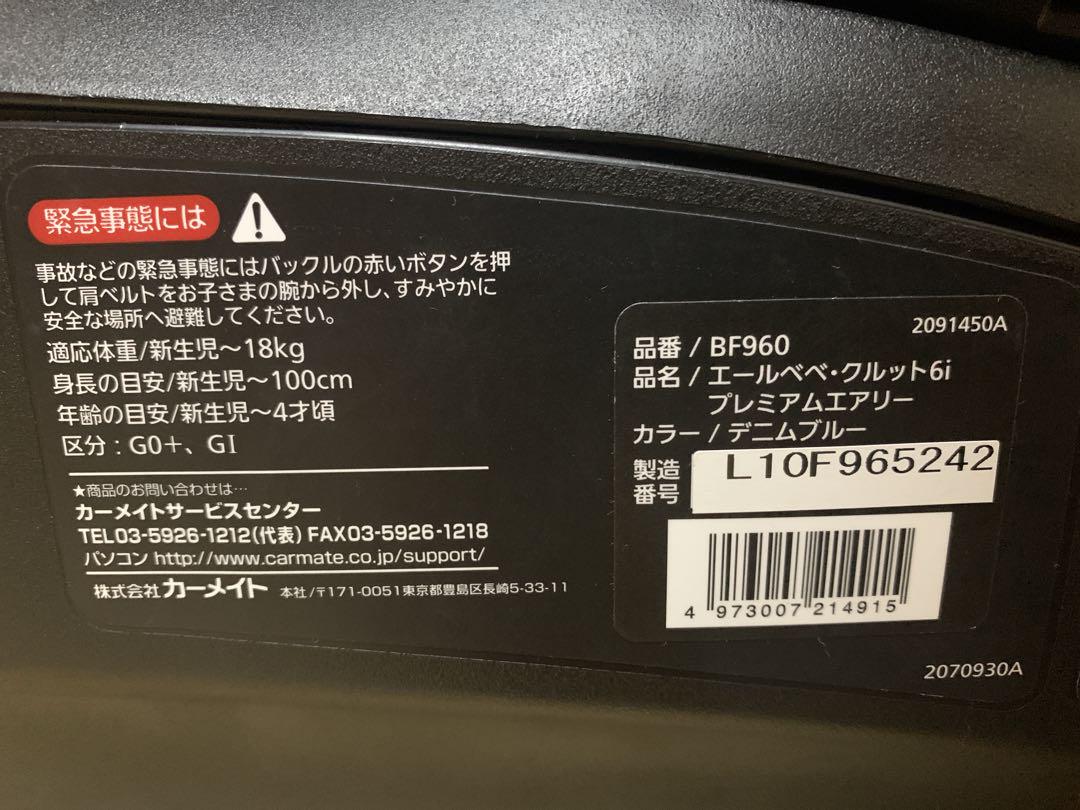 緊急事態には
事故などの緊急事態にはバックルの赤いボタンを押
して肩ベルトをお子さまの腕から外し、すみやかに
安全な場所へ避難してください。
適応体重/新生児〜18kg
身長の目安/新生児〜100cm
年齢の目安/新生児〜4才頃
区分：G0＋、GI
★商品のお問い合わせは…
カーメイトサービスセンター
TEL03-5926-1212(代表) FAX03-5926-1218
パソコン http://www.carmate.co.jp/support/
株式会社カーメイト 本社/〒171-0051東京都豊島区長崎5-33-11
2091450A
品番 / BF960
品名 / エールベベ・クルット6i
プレミアムエアリー
カラー / デニムブルー
製造
番号
L10F965242
4 973007 214915
2070930A